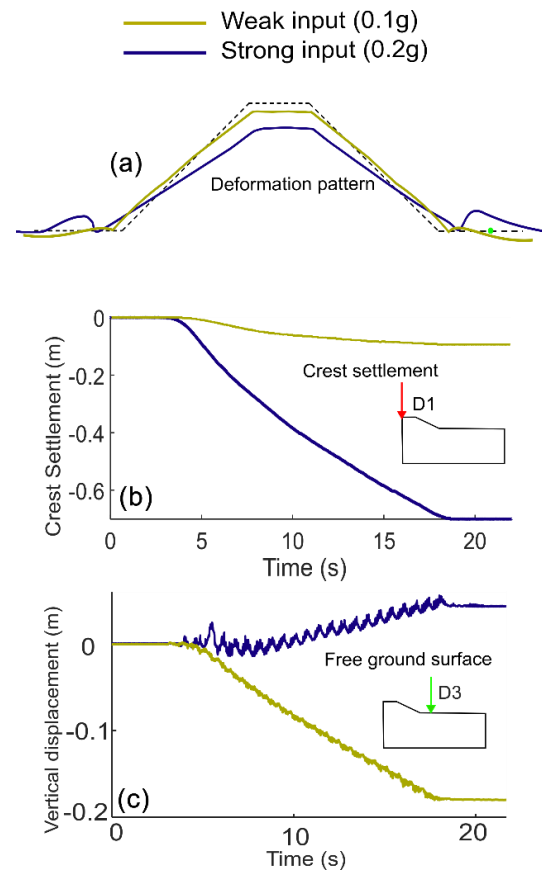 Weak input (0.1g)
Strong input (0.2g)
(a)
Deformation pattern
Crest Settlement (m)
0
-0.2
-0.4
-0.6
Crest settlement
D1
(b)
0
5
10
15
20
Time (s)
Vertical displacement (m)
0
-0.1
-0.2
Free ground surface
D3
(c)
0
10
20
Time (s)